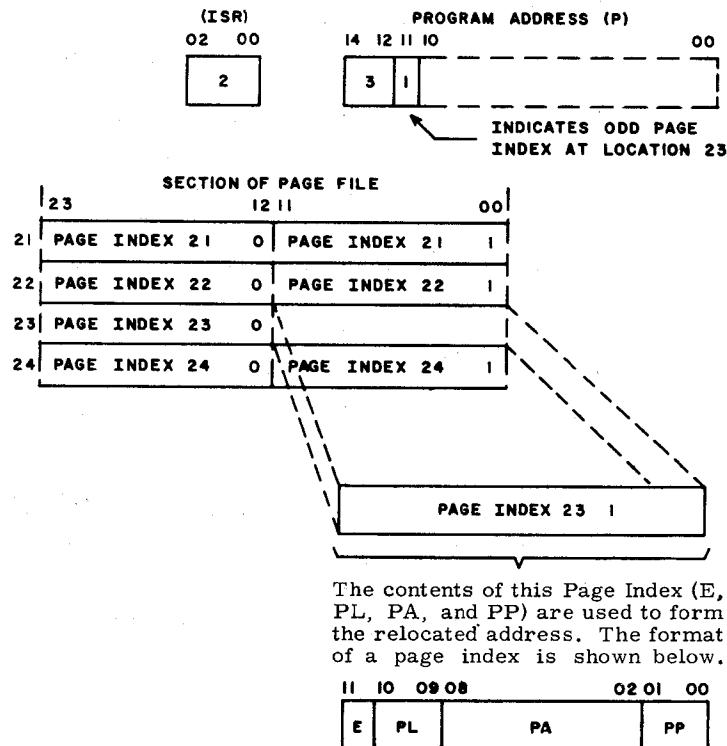 (ISR)
02 00
2
PROGRAM ADDRESS (P)
14 12 11 10 00
3 1
INDICATES ODD PAGE
INDEX AT LOCATION 23
SECTION OF PAGE FILE
23 12 11 00
21 PAGE INDEX 21 0 PAGE INDEX 21 1
22 PAGE INDEX 22 0 PAGE INDEX 22 1
23 PAGE INDEX 23 0
24 PAGE INDEX 24 0 PAGE INDEX 24 1
PAGE INDEX 23 1
The contents of this Page Index (E,
PL, PA, and PP) are used to form
the relocated address. The format
of a page index is shown below.
11 10 09 08 02 01 00
E PL PA PP